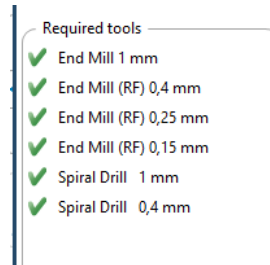 Required tools
End Mill 1 mm
End Mill (RF) 0,4 mm
End Mill (RF) 0,25 mm
End Mill (RF) 0,15 mm
Spiral Drill 1 mm
Spiral Drill 0,4 mm